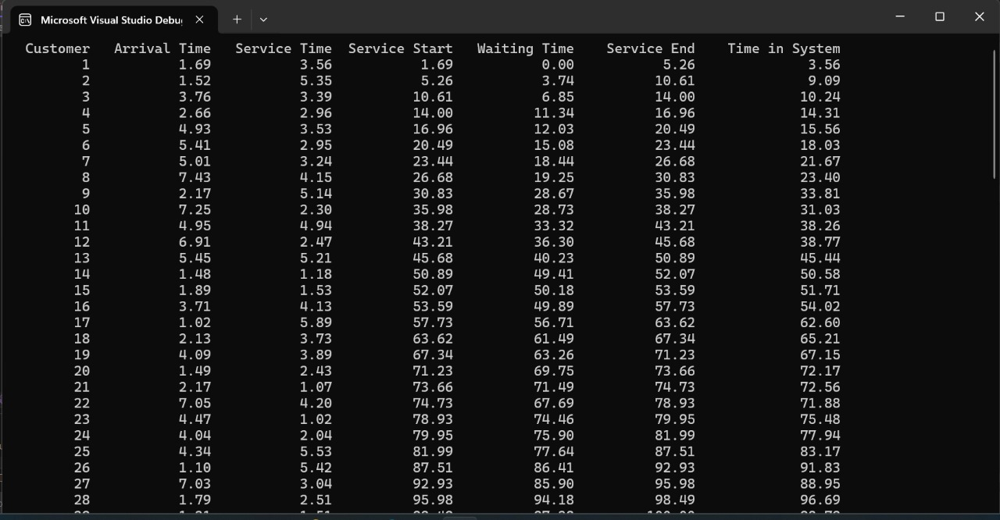 Microsoft Visual Studio Debu
Customer Arrival Time Service Time Service Start Waiting Time Service End Time in System
1 1.69 3.56 1.69 0.00 5.26 3.56
2 1.52 5.35 5.26 3.74 10.61 9.09
3 3.76 3.39 10.61 6.85 14.00 10.24
4 2.66 2.96 14.00 11.34 16.96 14.31
5 4.93 3.53 16.96 12.03 20.49 15.56
6 5.41 2.95 20.49 15.08 23.44 18.03
7 5.01 3.24 23.44 18.44 26.68 21.67
8 7.43 4.15 26.68 19.25 30.83 23.40
9 2.17 5.14 30.83 28.67 35.98 33.81
10 7.25 2.30 35.98 28.73 38.27 31.03
11 4.95 4.94 38.27 33.32 43.21 38.26
12 6.91 2.47 43.21 36.30 45.68 38.77
13 5.45 5.21 45.68 40.23 50.89 45.44
14 1.48 1.18 50.89 49.41 52.07 50.58
15 1.89 1.53 52.07 50.18 53.59 51.71
16 3.71 4.13 53.59 49.89 57.73 54.02
17 1.02 5.89 57.73 56.71 63.62 62.60
18 2.13 3.73 63.62 61.49 67.34 65.21
19 4.09 3.89 67.34 63.26 71.23 67.15
20 1.49 2.43 71.23 69.75 73.66 72.17
21 2.17 1.07 73.66 71.49 74.73 72.56
22 7.05 4.20 74.73 67.69 78.93 71.88
23 4.47 1.02 78.93 74.46 79.95 75.48
24 4.04 2.04 79.95 75.90 81.99 77.94
25 4.34 5.53 81.99 77.64 87.51 83.17
26 1.10 5.42 87.51 86.41 92.93 91.83
27 7.03 3.04 92.93 85.90 95.98 88.95
28 1.79 2.51 95.98 94.18 98.49 96.69